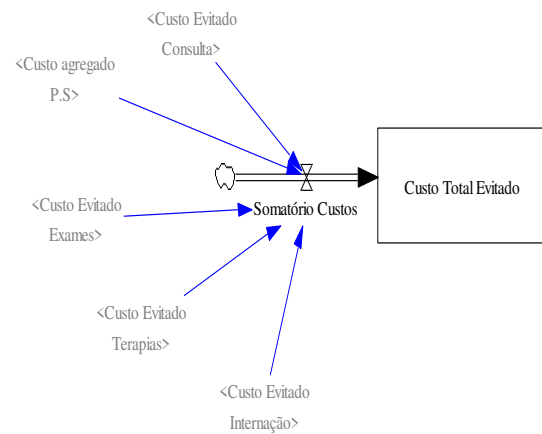 <Custo Evitado
Consulta>
<Custo agregado
P.S>
Custo Total Evitado
<Custo Evitado
Exames>
Somatório Custos
<Custo Evitado
Terapias>
<Custo Evitado
Internação>